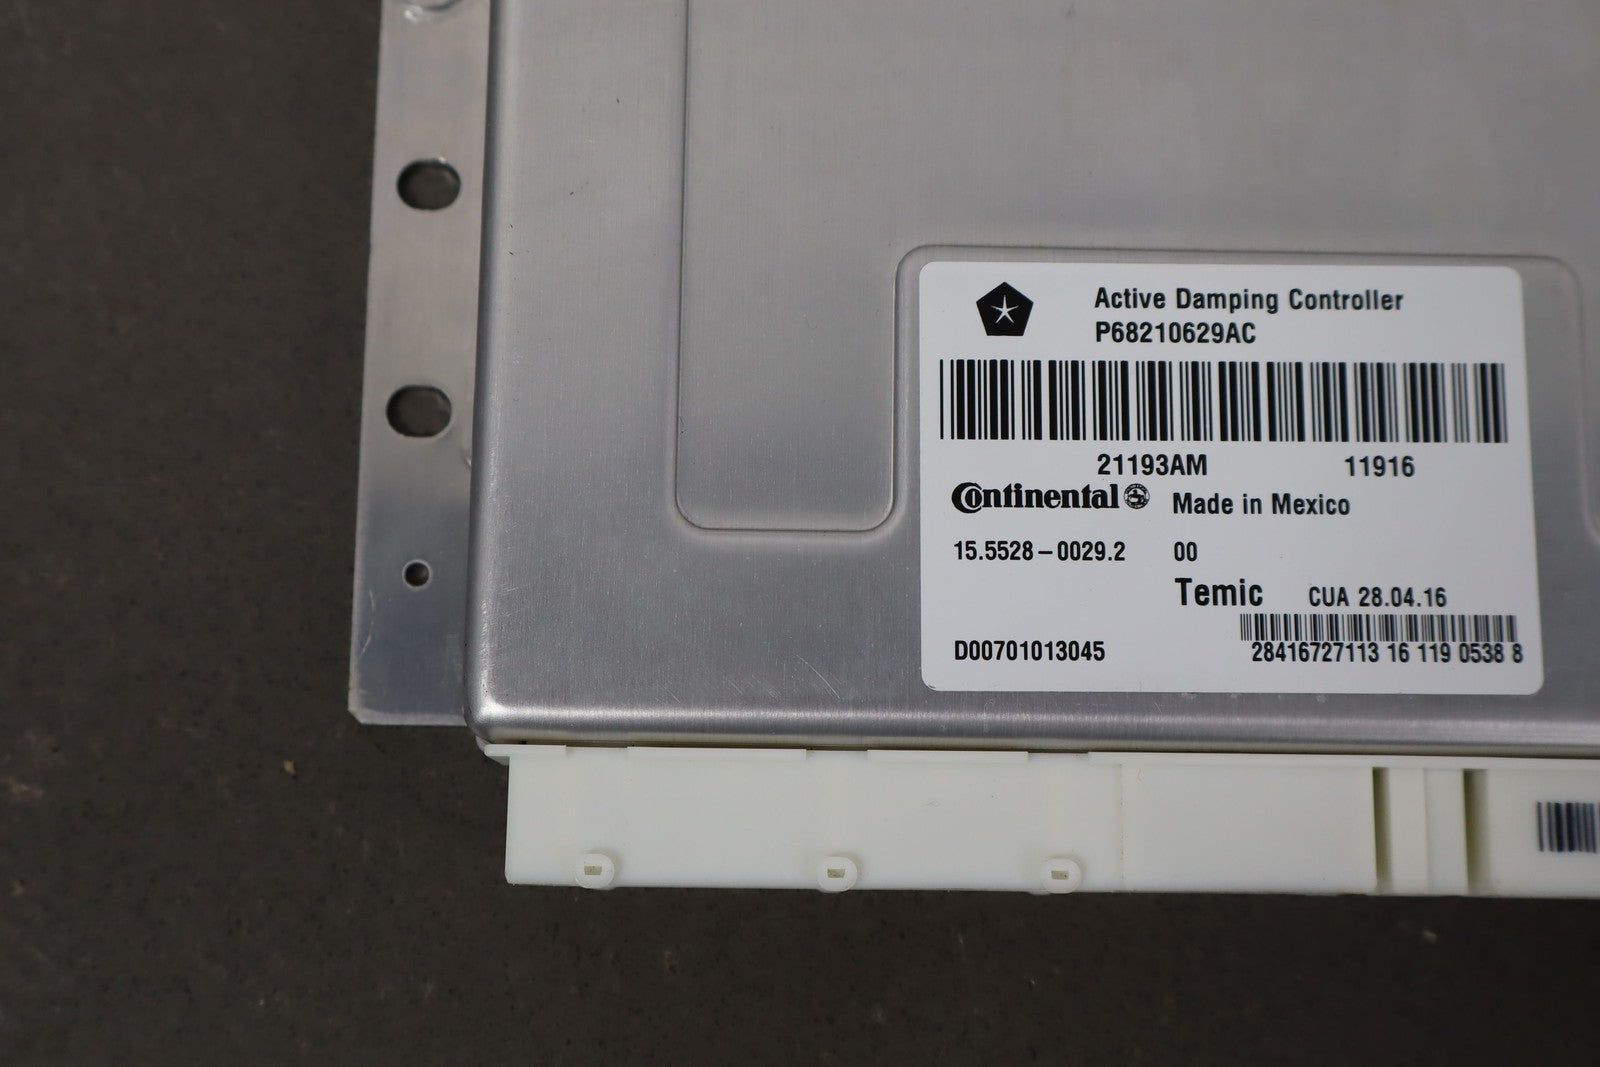 Active Damping Controller
P68210629AC
21193AM 11916
Continental Made in Mexico
15.5528-0029.2 00
Temic CUA 28.04.16
D00701013045 28416727113 16 119 0538 8